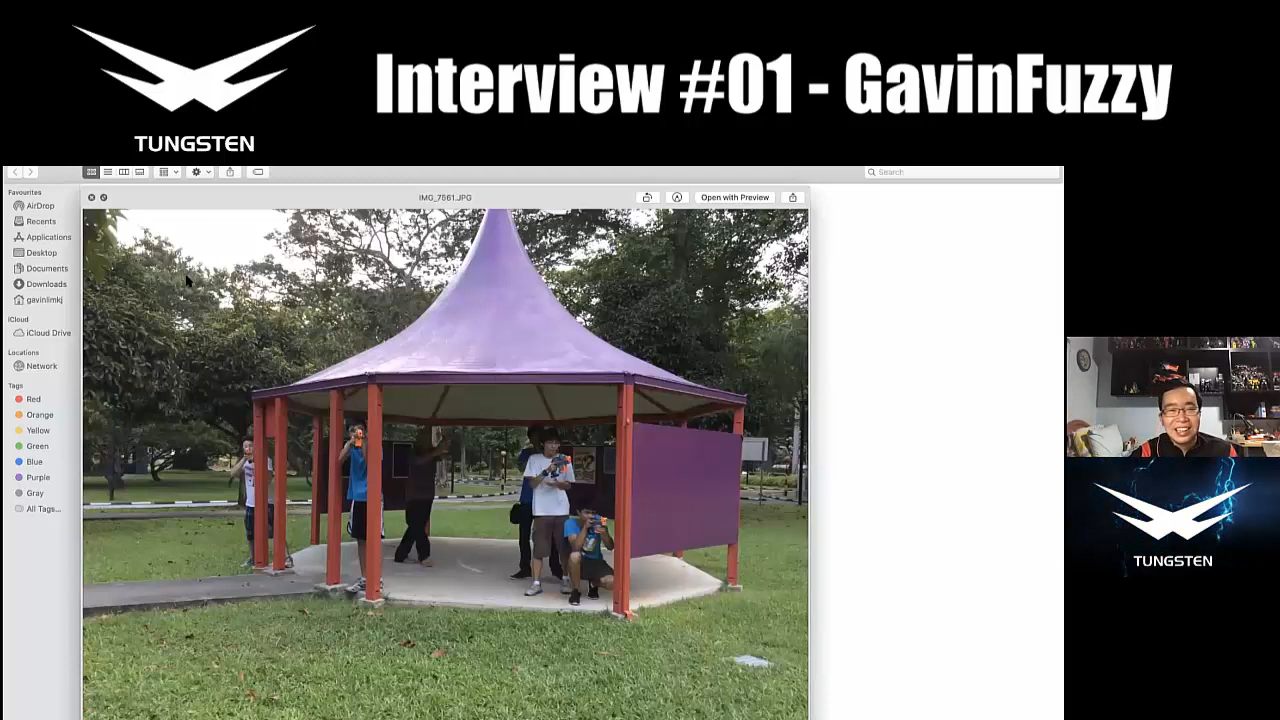 Interview #01 - GavinFuzzy
TUNGSTEN
Search
Favourites
AirDrop
Recents
Applications
Desktop
Documents
Downloads
gavinlimkj
iCloud
iCloud Drive
Locations
Network
Tags
Red
Orange
Yellow
Green
Blue
Purple
Gray
All Tags...
IMG_7561.JPG
Open with Preview
TUNGSTEN